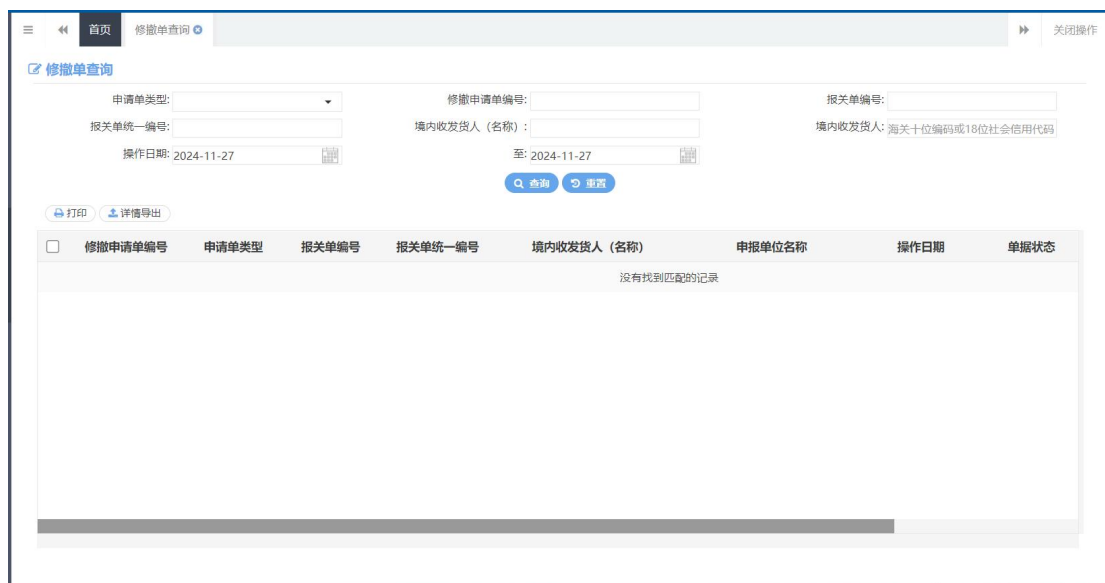 首页 修撤单查询 关闭操作
修撤单查询
申请单类型: 修撤申请单编号: 报关单编号:
报关单统一编号: 境内收发货人（名称）: 境内收发货人: 海关十位编码或18位社会信用代码
操作日期: 2024-11-27 至: 2024-11-27
查询 重置
打印 详情导出
修撤申请单编号 申请单类型 报关单编号 报关单统一编号 境内收发货人（名称） 申报单位名称 操作日期 单据状态
没有找到匹配的记录